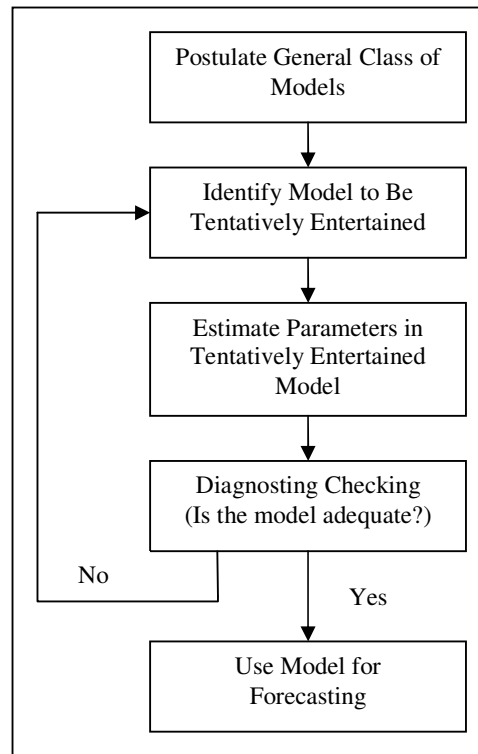 Postulate General Class of
Models
Identify Model to Be
Tentatively Entertained
Estimate Parameters in
Tentatively Entertained
Model
Diagnosting Checking
(Is the model adequate?)
No
Yes
Use Model for
Forecasting